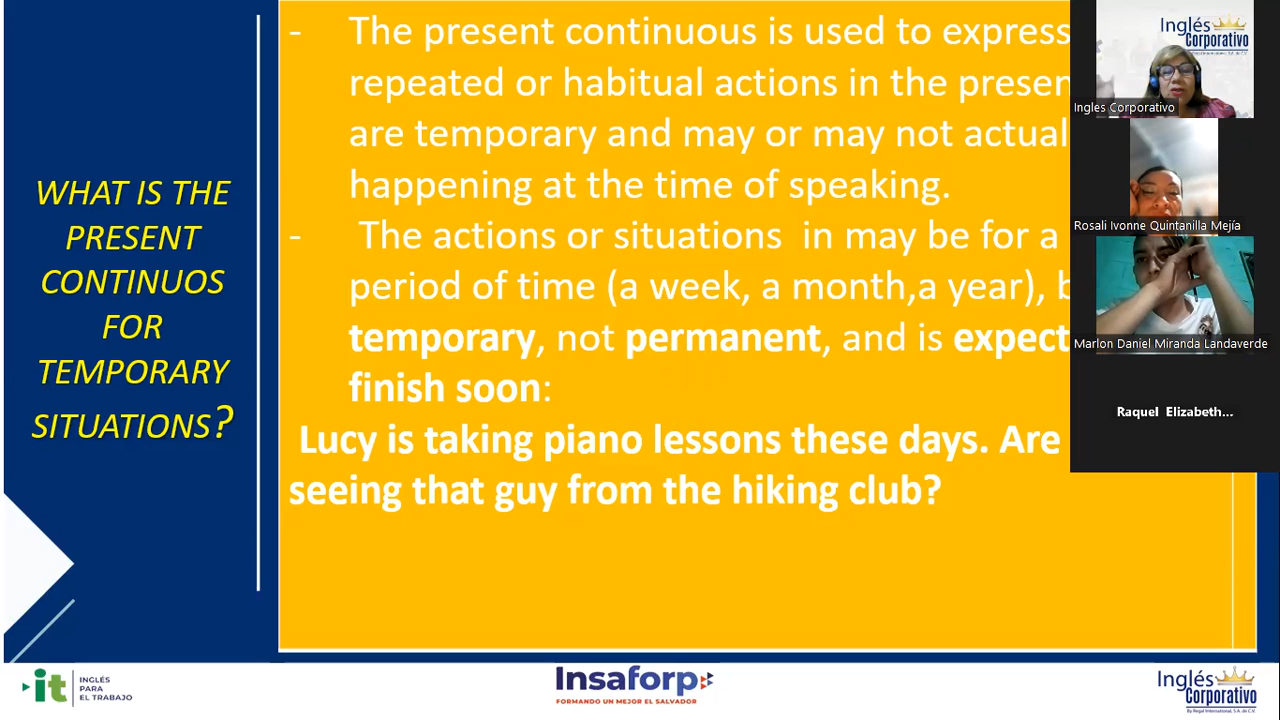 WHAT IS THE
PRESENT
CONTINUOS
FOR
TEMPORARY
SITUATIONS?
- The present continuous is used to express
repeated or habitual actions in the presen
are temporary and may or may not actual
happening at the time of speaking.
- The actions or situations in may be for a
period of time (a week, a month,a year), b
temporary, not permanent, and is expect
finish soon:
Lucy is taking piano lessons these days. Are
seeing that guy from the hiking club?
Inglés
Corporativo
Ingles Corporativo
Rosali Ivonne Quintanilla Mejía
Marlon Daniel Miranda Landaverde
Raquel Elizabeth...
it
INGLÉS
PARA
EL TRABAJO
Insaforp
FORMANDO UN MEJOR EL SALVADOR
Inglés
Corporativo
By Regal International, S.A. de C.V.